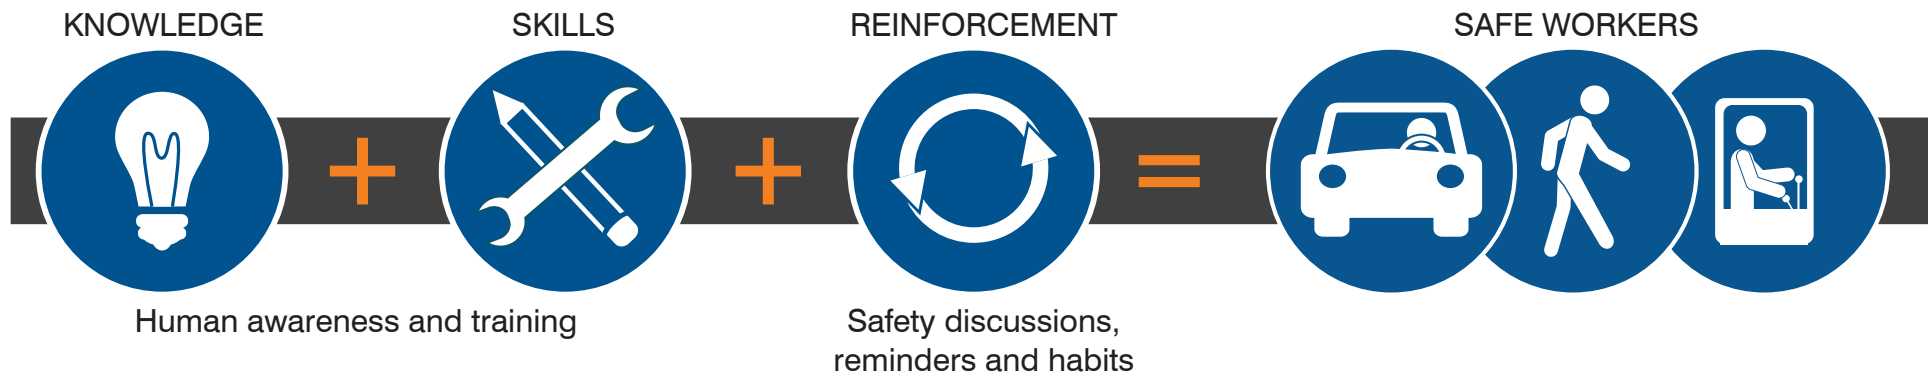 KNOWLEDGE
SKILLS
REINFORCEMENT
SAFE WORKERS
+
+
=
Human awareness and training
Safety discussions,
reminders and habits